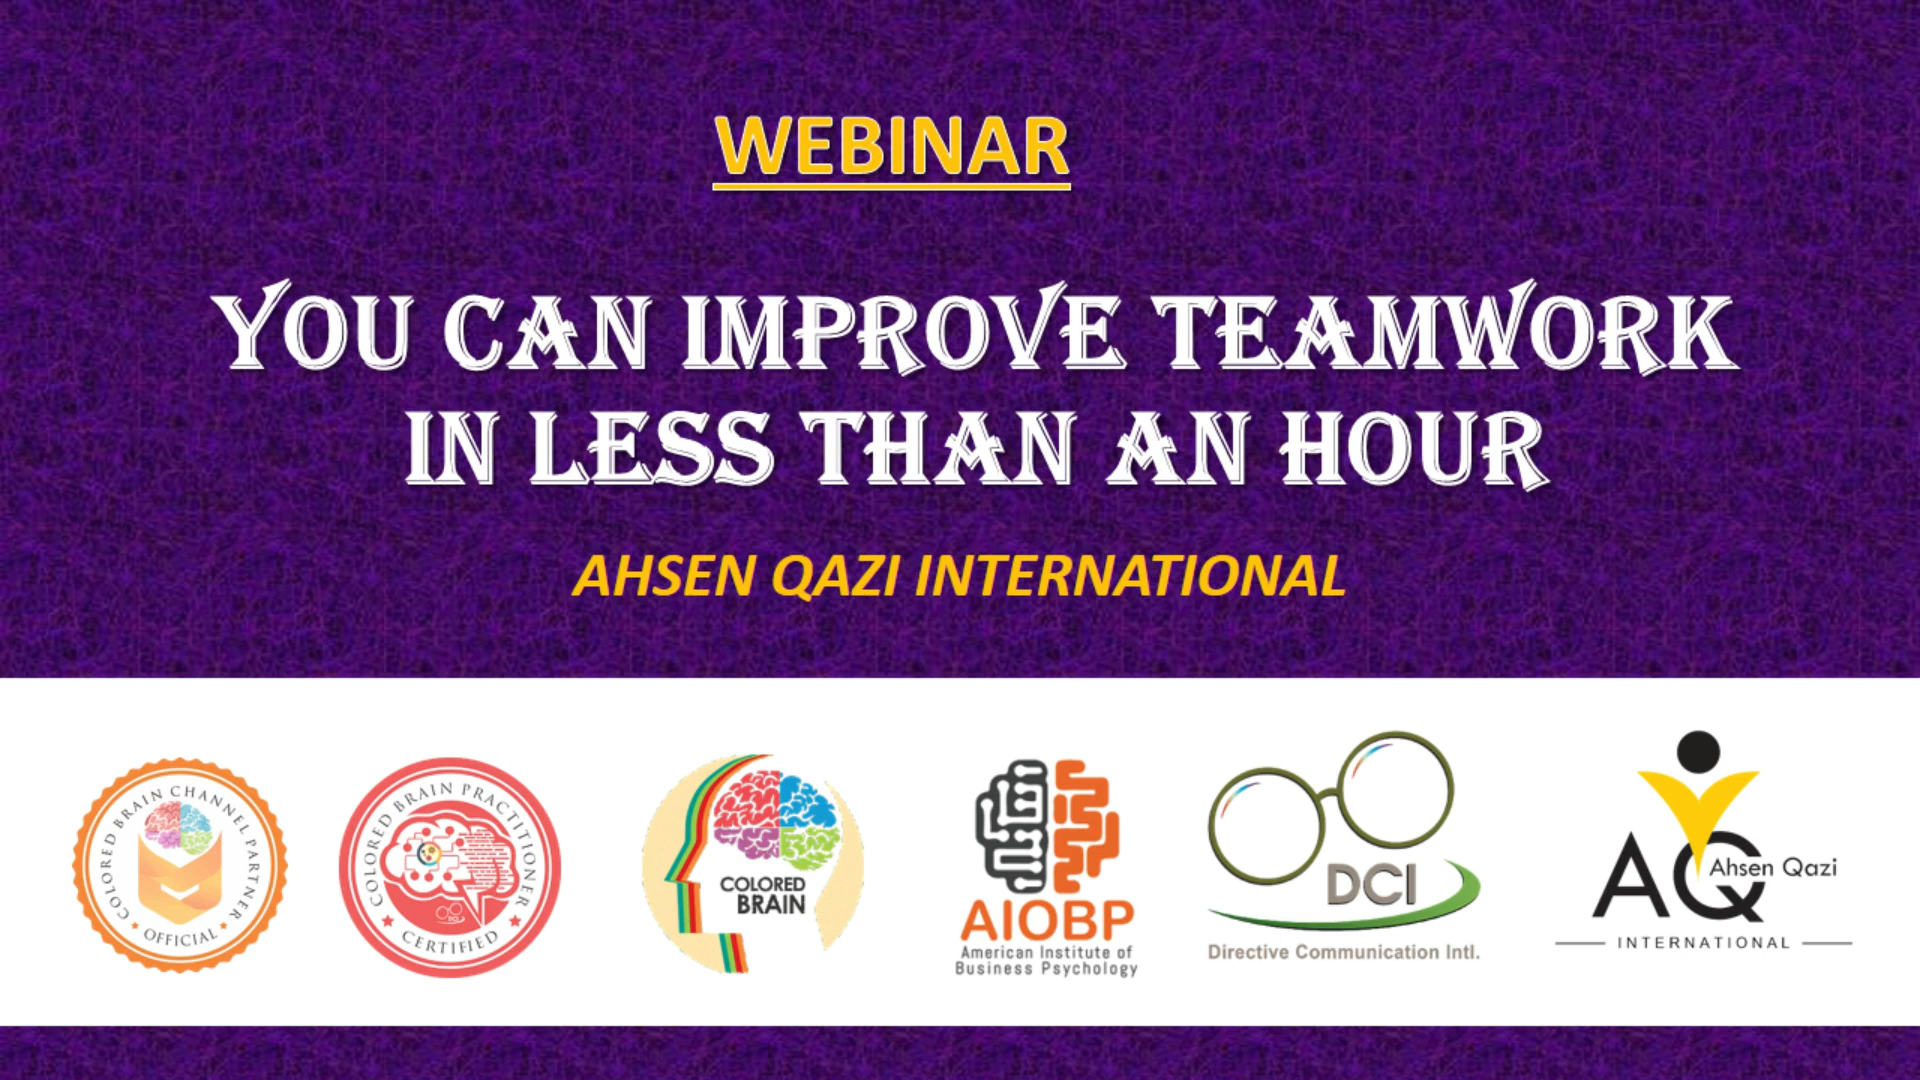 WEBINAR
YOU CAN IMPROVE TEAMWORK
IN LESS THAN AN HOUR
AHSEN QAZI INTERNATIONAL
COLORED BRAIN CHANNEL PARTNER
OFFICIAL
COLORED BRAIN PRACTITIONER
DCI
CERTIFIED
COLORED
BRAIN
AIOBP
American Institute of
Business Psychology
DCI
Directive Communication Intl.
AQ
Ahsen Qazi
INTERNATIONAL